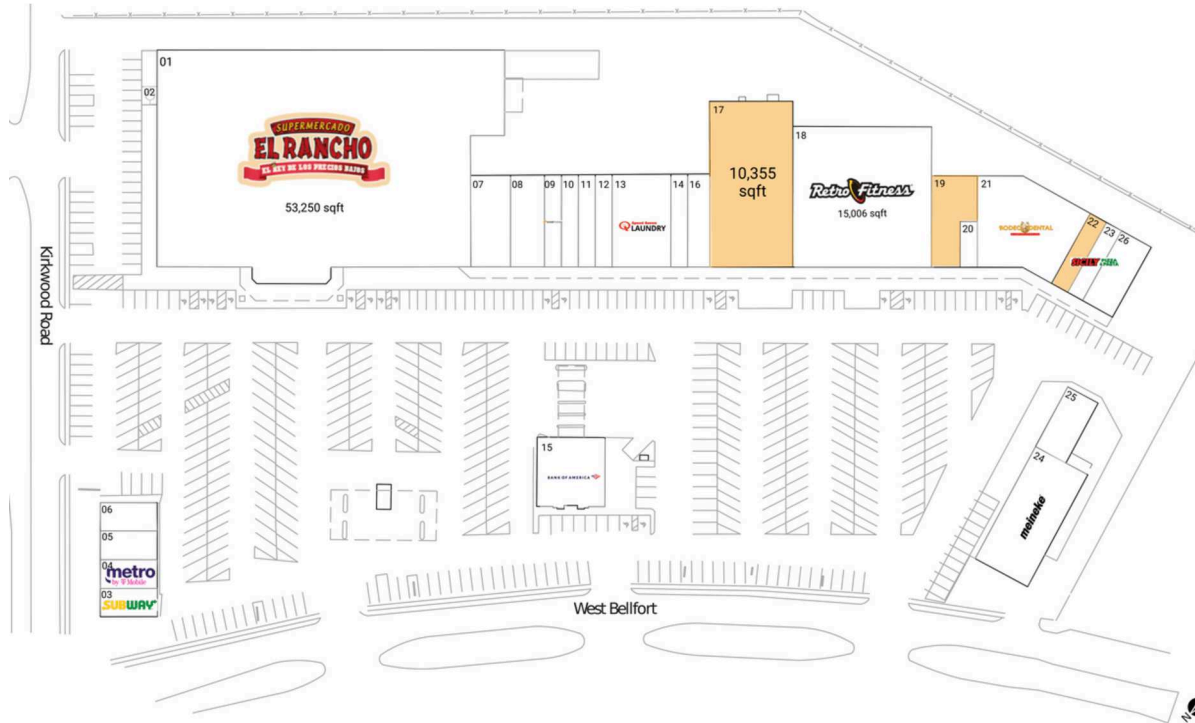 01
02
SUPERMERCADO
EL RANCHO
EL REY DE LOS PRECIOS BAJOS
53,250 sqft
07
08
09
10
11
12
13
LAUNDRY
14
16
17
10,355
sqft
18
Retro Fitness
15,006 sqft
19
20
21
RODEO DENTAL
22
23
26
SICILY PIZZA
Kirkwood Road
15
BANK OF AMERICA
25
24
meineke
06
05
04
metro
by T Mobile
03
SUBWAY
West Bellfort
N